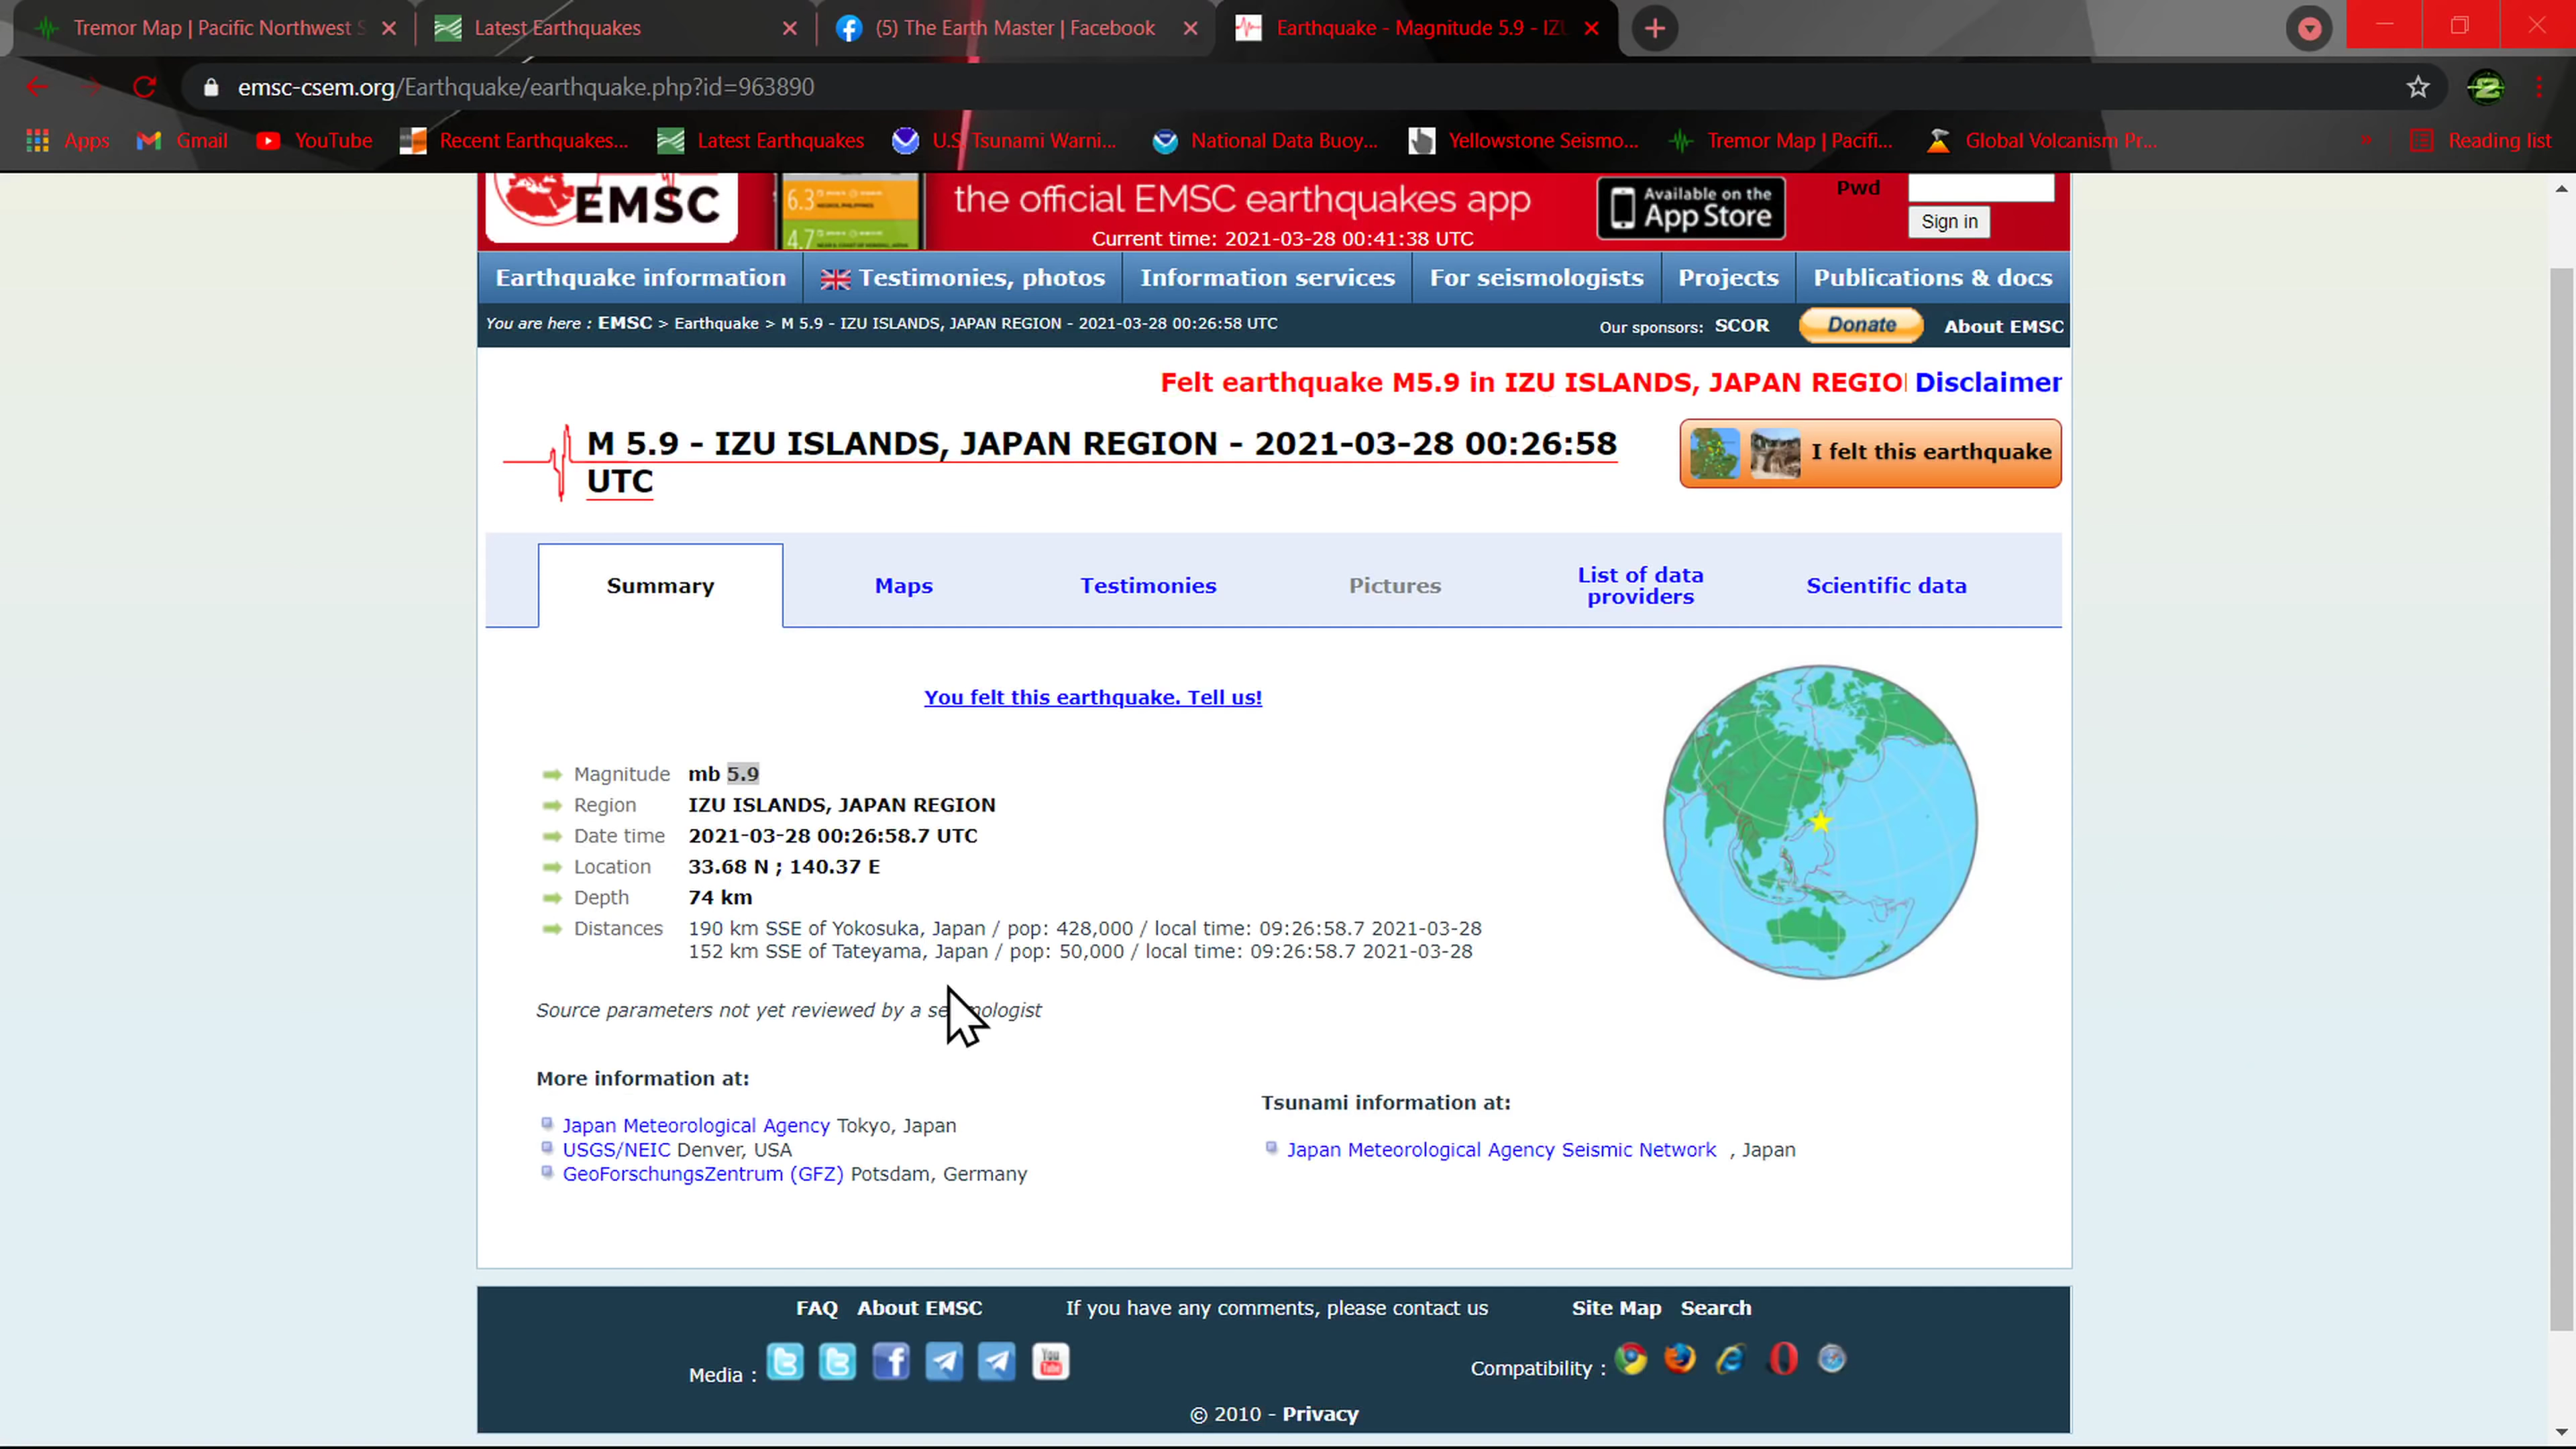 Tremor Map | Pacific Northwest S
Latest Earthquakes
(5) The Earth Master | Facebook
Earthquake - Magnitude 5.9 - IZU
emsc-csem.org/Earthquake/earthquake.php?id=963890
Apps
Gmail
YouTube
Recent Earthquakes...
Latest Earthquakes
U.S. Tsunami Warni...
National Data Buoy...
Yellowstone Seismo...
Tremor Map | Pacifi...
Global Volcanism Pr...
Reading list
EMSC
6.3
4.7
the official EMSC earthquakes app
Current time: 2021-03-28 00:41:38 UTC
Available on the
App Store
Pwd
Sign in
Earthquake information
Testimonies, photos
Information services
For seismologists
Projects
Publications & docs
You are here : EMSC > Earthquake > M 5.9 - IZU ISLANDS, JAPAN REGION - 2021-03-28 00:26:58 UTC
Our sponsors: SCOR
Donate
About EMSC
Felt earthquake M5.9 in IZU ISLANDS, JAPAN REGIO
Disclaimer
M 5.9 - IZU ISLANDS, JAPAN REGION - 2021-03-28 00:26:58
UTC
I felt this earthquake
Summary
Maps
Testimonies
Pictures
List of data
providers
Scientific data
You felt this earthquake. Tell us!
Magnitude mb 5.9
Region IZU ISLANDS, JAPAN REGION
Date time 2021-03-28 00:26:58.7 UTC
Location 33.68 N ; 140.37 E
Depth 74 km
Distances 190 km SSE of Yokosuka, Japan / pop: 428,000 / local time: 09:26:58.7 2021-03-28
152 km SSE of Tateyama, Japan / pop: 50,000 / local time: 09:26:58.7 2021-03-28
Source parameters not yet reviewed by a seismologist
More information at:
Japan Meteorological Agency Tokyo, Japan
USGS/NEIC Denver, USA
GeoForschungsZentrum (GFZ) Potsdam, Germany
Tsunami information at:
Japan Meteorological Agency Seismic Network , Japan
FAQ
About EMSC
If you have any comments, please contact us
Site Map
Search
Media :
You
Compatibility :
© 2010 - Privacy